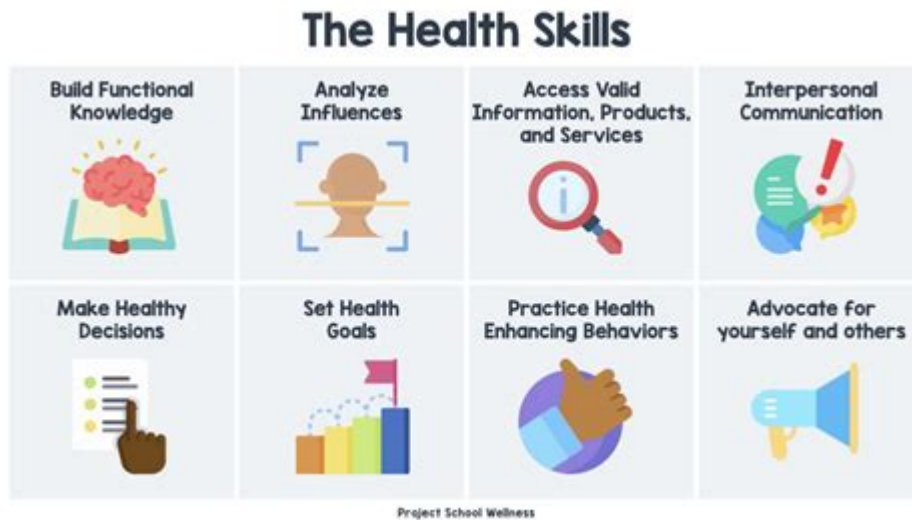 The Health Skills
Build Functional
Knowledge
Analyze
Influences
Access Valid
Information, Products,
and Services
Interpersonal
Communication
i
!
Make Healthy
Decisions
Set Health
Goals
Practice Health
Enhancing Behaviors
Advocate for
yourself and others
Project School Wellness